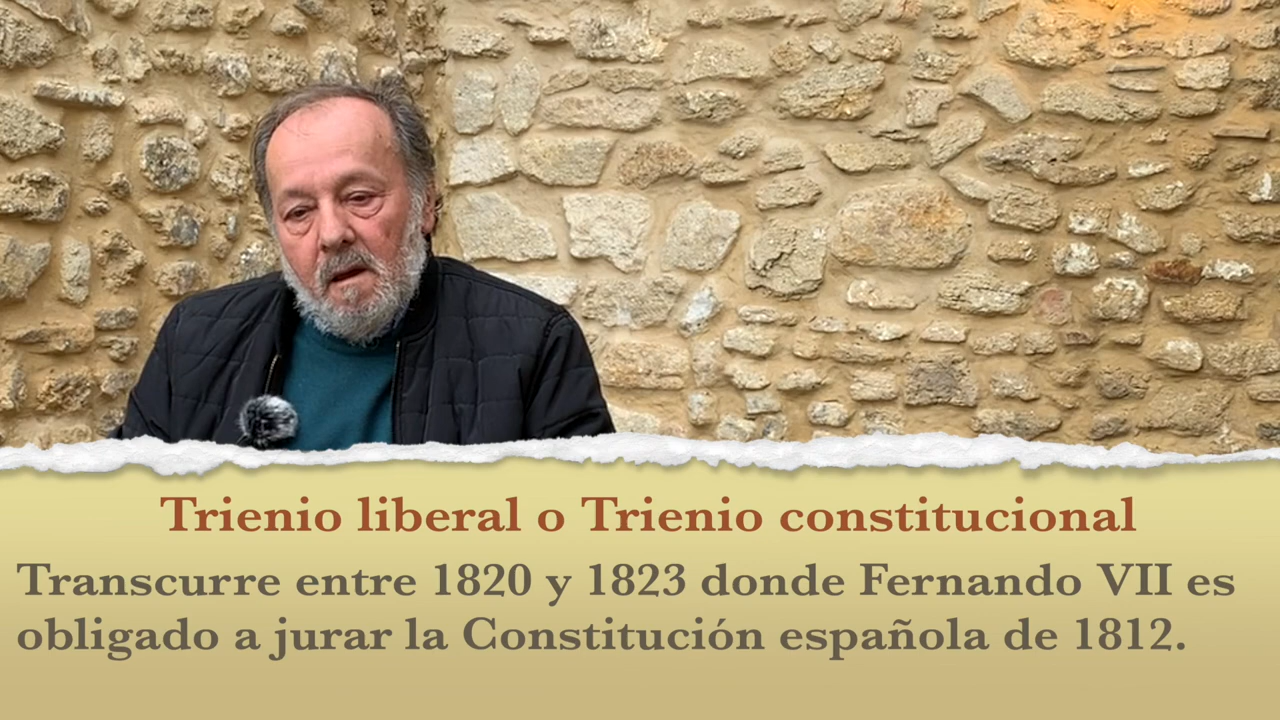 Trienio liberal o Trienio constitucional
Transcurre entre 1820 y 1823 donde Fernando VII es
obligado a jurar la Constitución española de 1812.